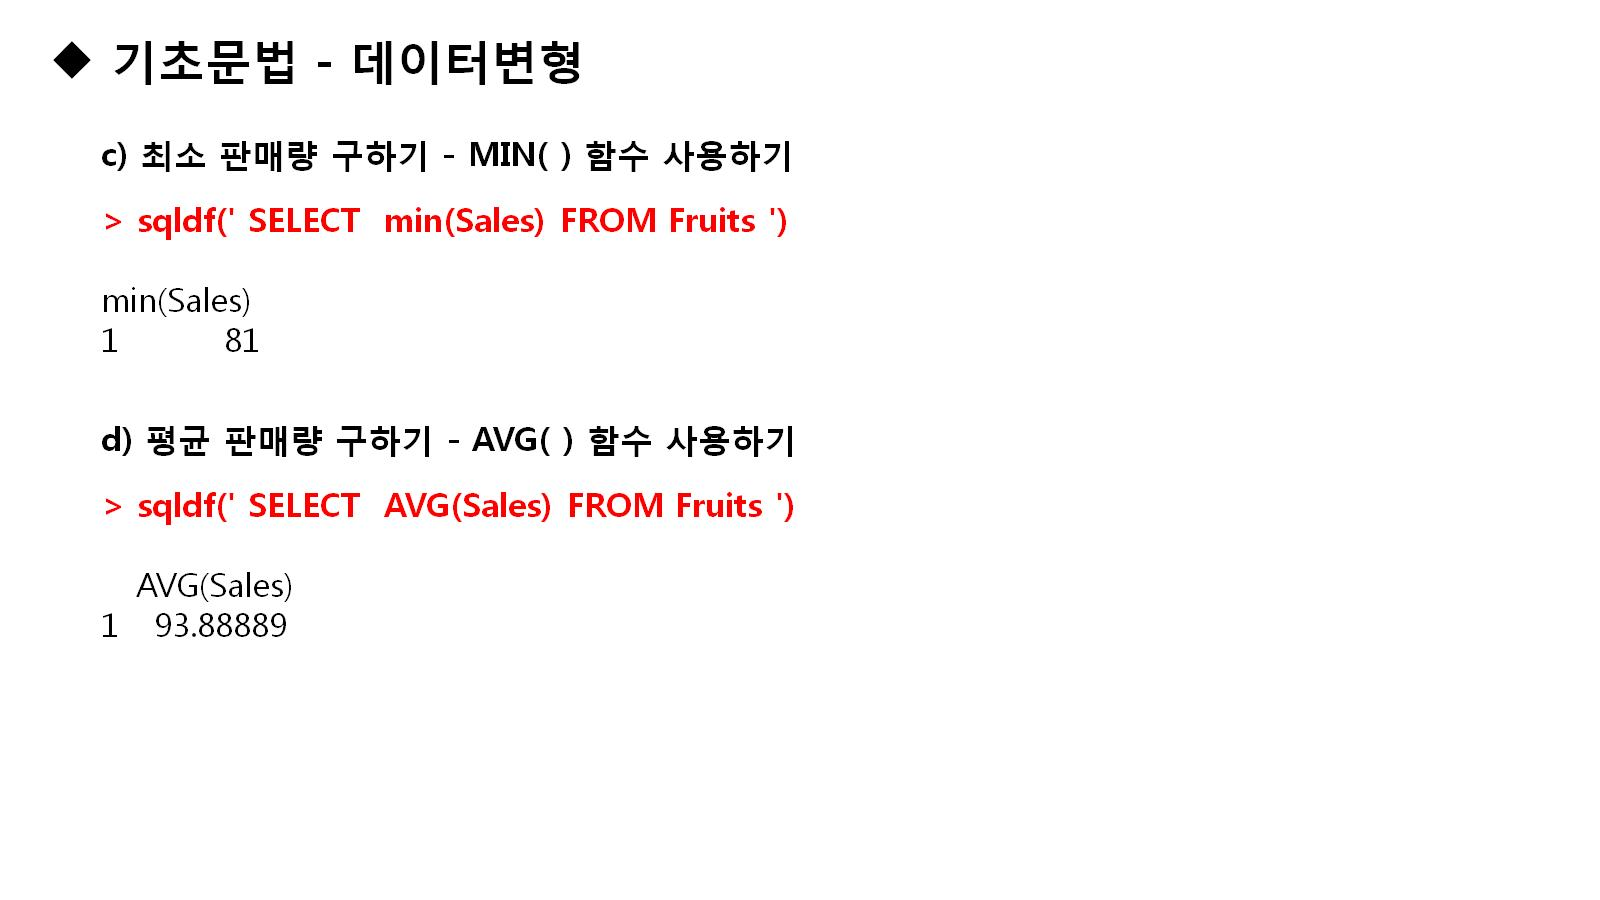 ◆ 기초문법 - 데이터변형
c) 최소 판매량 구하기 - MIN( ) 함수 사용하기
> sqldf(' SELECT  min(Sales) FROM Fruits ')
min(Sales)
1         81
d) 평균 판매량 구하기 - AVG( ) 함수 사용하기
> sqldf(' SELECT  AVG(Sales) FROM Fruits ')
AVG(Sales)
1   93.88889